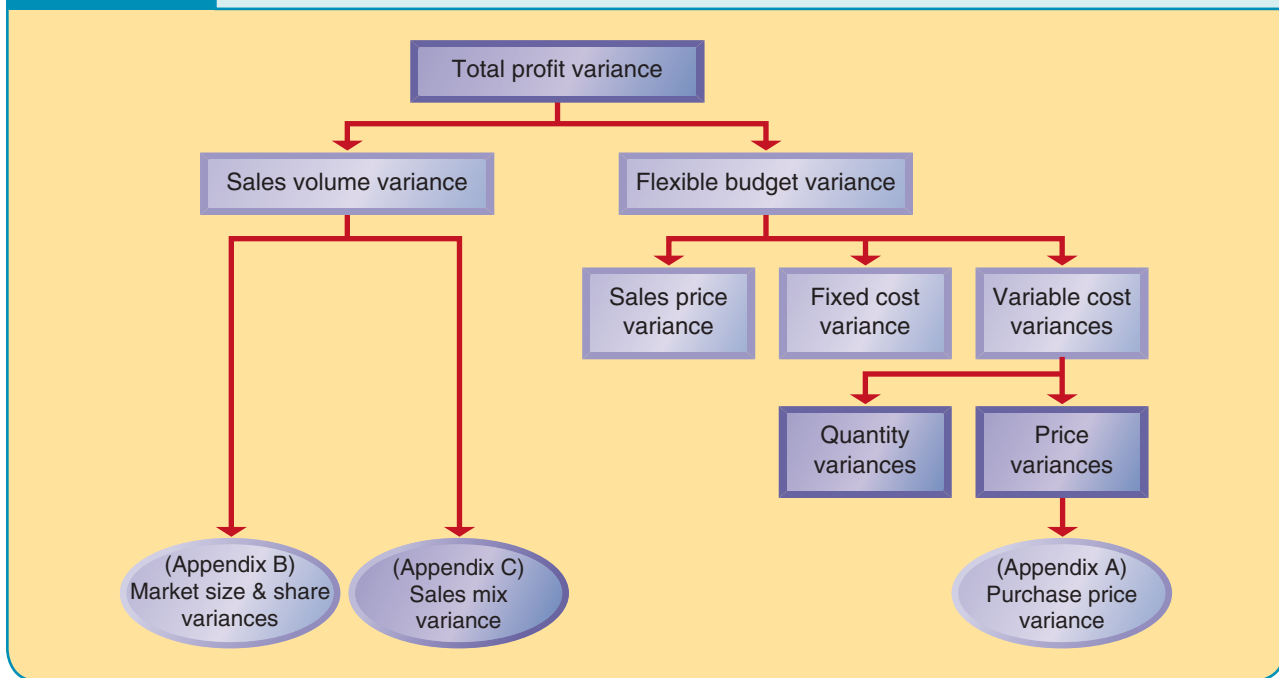 Total profit variance
Sales volume variance
Flexible budget variance
Sales price
variance
Fixed cost
variance
Variable cost
variances
Quantity
variances
Price
variances
(Appendix B)
Market size & share
variances
(Appendix C)
Sales mix
variance
(Appendix A)
Purchase price
variance